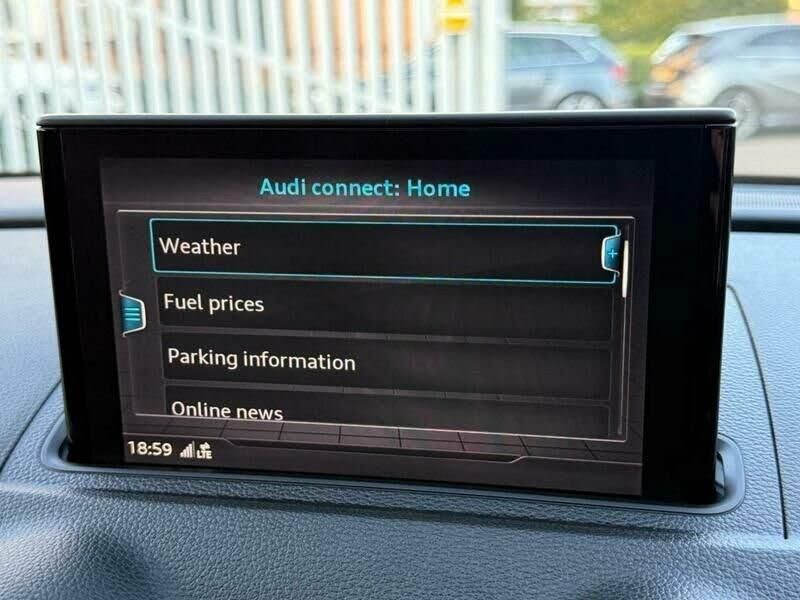 Audi connect: Home
Weather
+
Fuel prices
Parking information
Online news
18:59 LTE